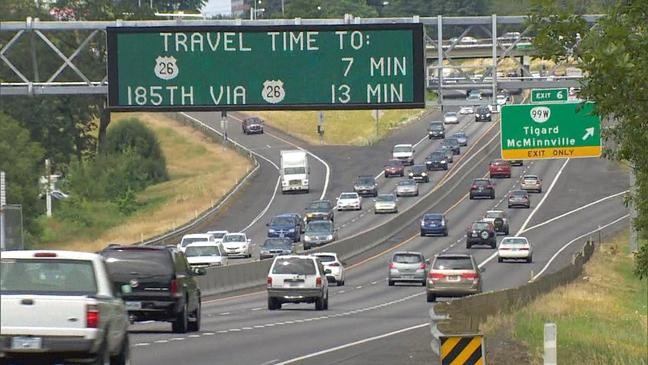 TRAVEL TIME TO:
26 7 MIN
185TH VIA 26 13 MIN
EXIT 6
99W
Tigard
McMinnville
EXIT ONLY